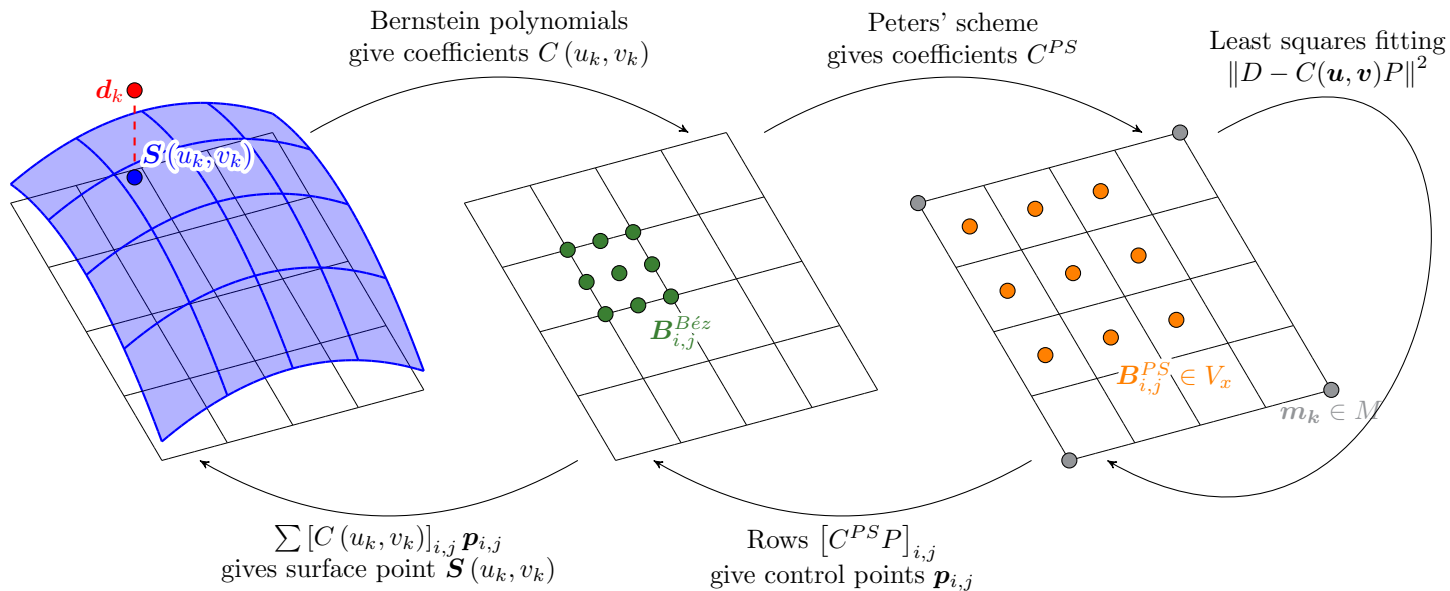 Bernstein polynomials
give coefficients C (u_k, v_k)
Peters’ scheme
gives coefficients C^{PS}
Least squares fitting
‖D − C(u, v)P‖²
d_k
S (u_k, v_k)
B^{Béz}_{i,j}
B^{PS}_{i,j} ∈ V_x
m_k ∈ M
∑ [C (u_k, v_k)]_{i,j} p_{i,j}
gives surface point S (u_k, v_k)
Rows [C^{PS}P]_{i,j}
give control points p_{i,j}